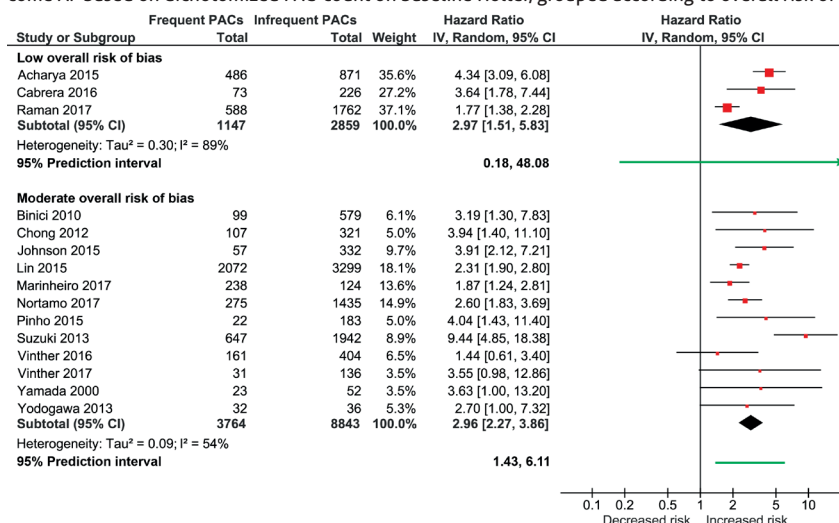 Frequent PACs Infrequent PACs Hazard Ratio Hazard Ratio
Study or Subgroup Total Total Weight IV, Random, 95% CI IV, Random, 95% CI
Low overall risk of bias
Acharya 2015 486 871 35.6% 4.34 [3.09, 6.08]
Cabrera 2016 73 226 27.2% 3.64 [1.78, 7.44]
Raman 2017 588 1762 37.1% 1.77 [1.38, 2.28]
Subtotal (95% CI) 1147 2859 100.0% 2.97 [1.51, 5.83]
Heterogeneity: Tau² = 0.30; I² = 89%
95% Prediction interval 0.18, 48.08
Moderate overall risk of bias
Binici 2010 99 579 6.1% 3.19 [1.30, 7.83]
Chong 2012 107 321 5.0% 3.94 [1.40, 11.10]
Johnson 2015 57 332 9.7% 3.91 [2.12, 7.21]
Lin 2015 2072 3299 18.1% 2.31 [1.90, 2.80]
Marinheiro 2017 238 124 13.6% 1.87 [1.24, 2.81]
Nortamo 2017 275 1435 14.9% 2.60 [1.83, 3.69]
Pinho 2015 22 183 5.0% 4.04 [1.43, 11.40]
Suzuki 2013 647 1942 8.9% 9.44 [4.85, 18.38]
Vinther 2016 161 404 6.5% 1.44 [0.61, 3.40]
Vinther 2017 31 136 3.5% 3.55 [0.98, 12.86]
Yamada 2000 23 52 3.5% 3.63 [1.00, 13.20]
Yodogawa 2013 32 36 5.3% 2.70 [1.00, 7.32]
Subtotal (95% CI) 3764 8843 100.0% 2.96 [2.27, 3.86]
Heterogeneity: Tau² = 0.09; I² = 54%
95% Prediction interval 1.43, 6.11
0.1 0.2 0.5 1 2 5 10
Decreased risk Increased risk